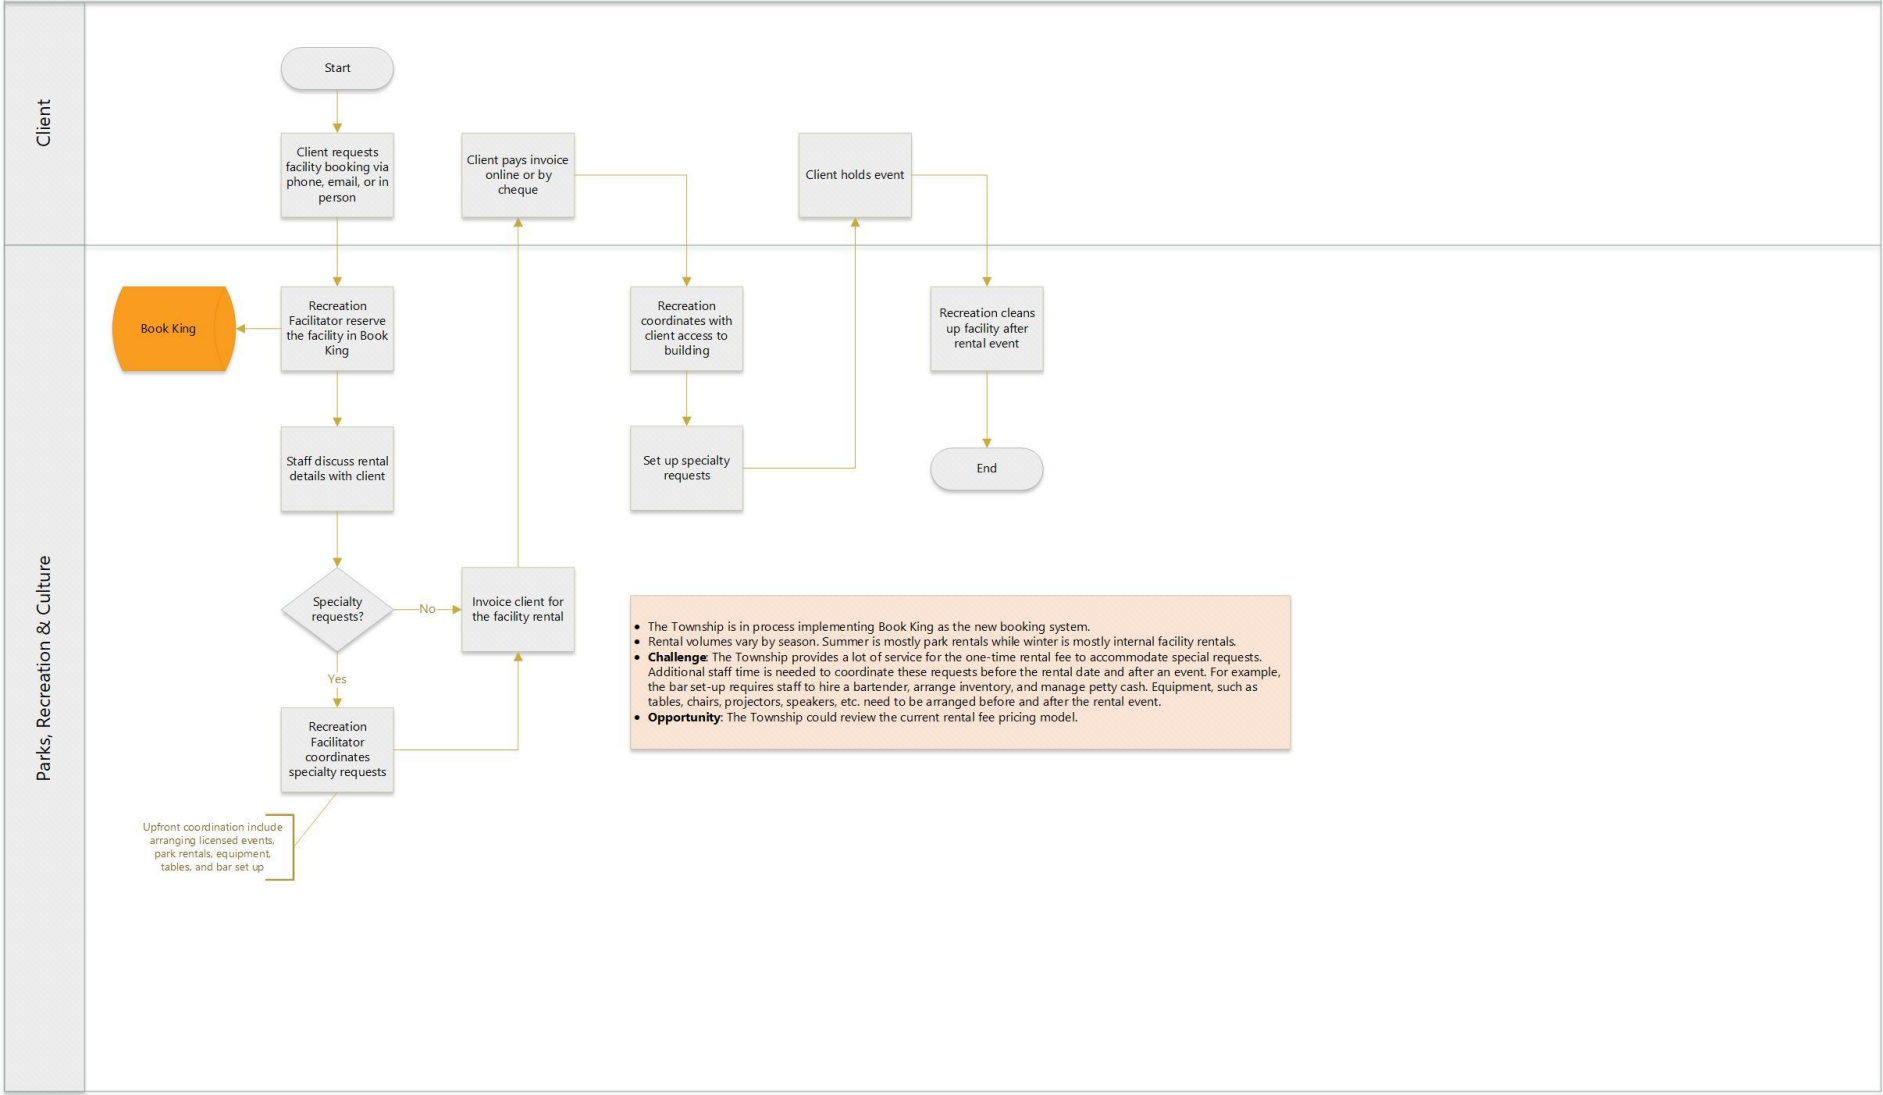 Client
Start
Client requests
facility booking via
phone, email, or in
person
Client pays invoice
online or by
cheque
Client holds event
Parks, Recreation & Culture
Book King
Recreation
Facilitator reserve
the facility in Book
King
Recreation
coordinates with
client access to
building
Recreation cleans
up facility after
rental event
Staff discuss rental
details with client
Set up specialty
requests
End
Specialty
requests?
No
Invoice client for
the facility rental
Yes
Recreation
Facilitator
coordinates
specialty requests
Upfront coordination include
arranging licensed events,
park rentals, equipment,
tables, and bar set up
• The Township is in process implementing Book King as the new booking system.
• Rental volumes vary by season. Summer is mostly park rentals while winter is mostly internal facility rentals.
• Challenge: The Township provides a lot of service for the one-time rental fee to accommodate special requests.
Additional staff time is needed to coordinate these requests before the rental date and after an event. For example,
the bar set-up requires staff to hire a bartender, arrange inventory, and manage petty cash. Equipment, such as
tables, chairs, projectors, speakers, etc. need to be arranged before and after the rental event.
• Opportunity: The Township could review the current rental fee pricing model.